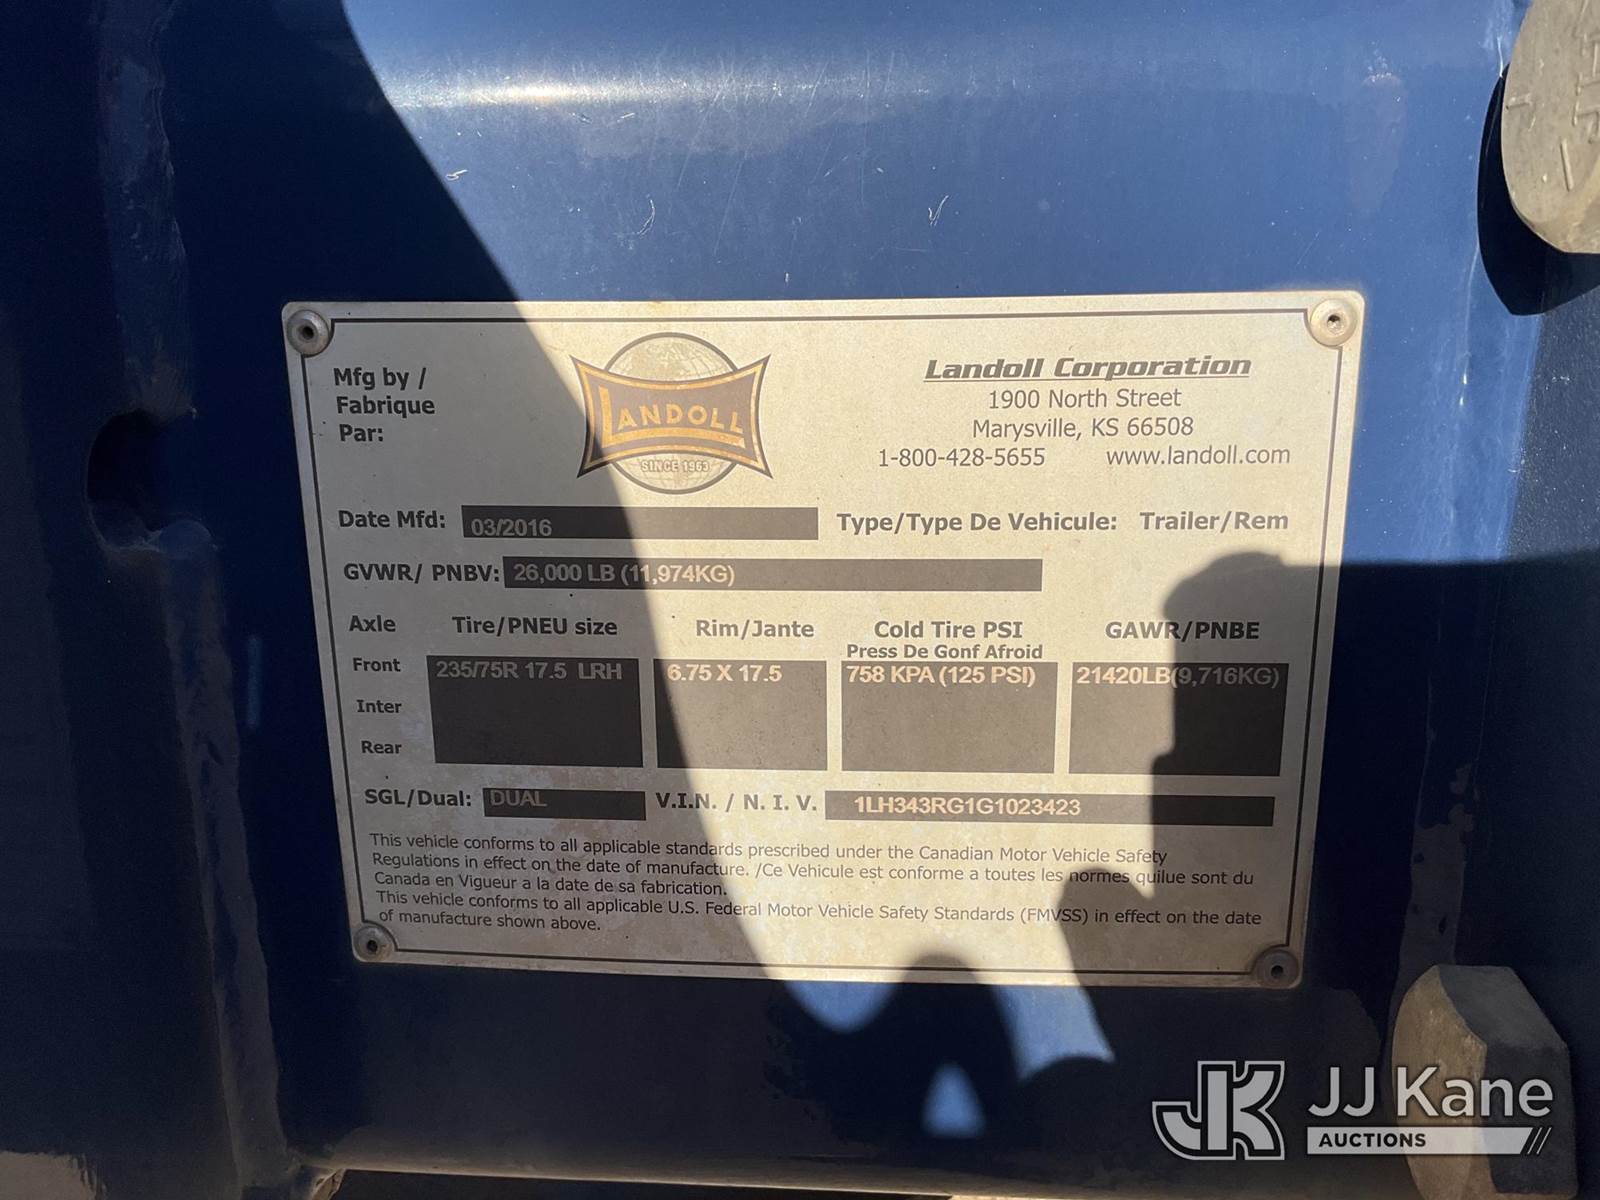 Mfg by /
Fabrique
Par:
LANDOLL
SINCE 1963
Landoll Corporation
1900 North Street
Marysville, KS 66508
1-800-428-5655 www.landoll.com
Date Mfd: 03/2016 Type/Type De Vehicule: Trailer/Rem
GVWR/ PNBV: 26,000 LB (11,974KG)
Axle Tire/PNEU size Rim/Jante Cold Tire PSI GAWR/PNBE
Press De Gonf Afroid
Front 235/75R 17.5 LRH 6.75 X 17.5 758 KPA (125 PSI) 21420LB(9,716KG)
Inter
Rear
SGL/Dual: DUAL V.I.N. / N. I. V. 1LH343RG1G1023423
This vehicle conforms to all applicable standards prescribed under the Canadian Motor Vehicle Safety
Regulations in effect on the date of manufacture. /Ce Vehicule est conforme a toutes les normes quilue sont du
Canada en Vigueur a la date de sa fabrication.
This vehicle conforms to all applicable U.S. Federal Motor Vehicle Safety Standards (FMVSS) in effect on the date
of manufacture shown above.
JK JJ Kane
AUCTIONS